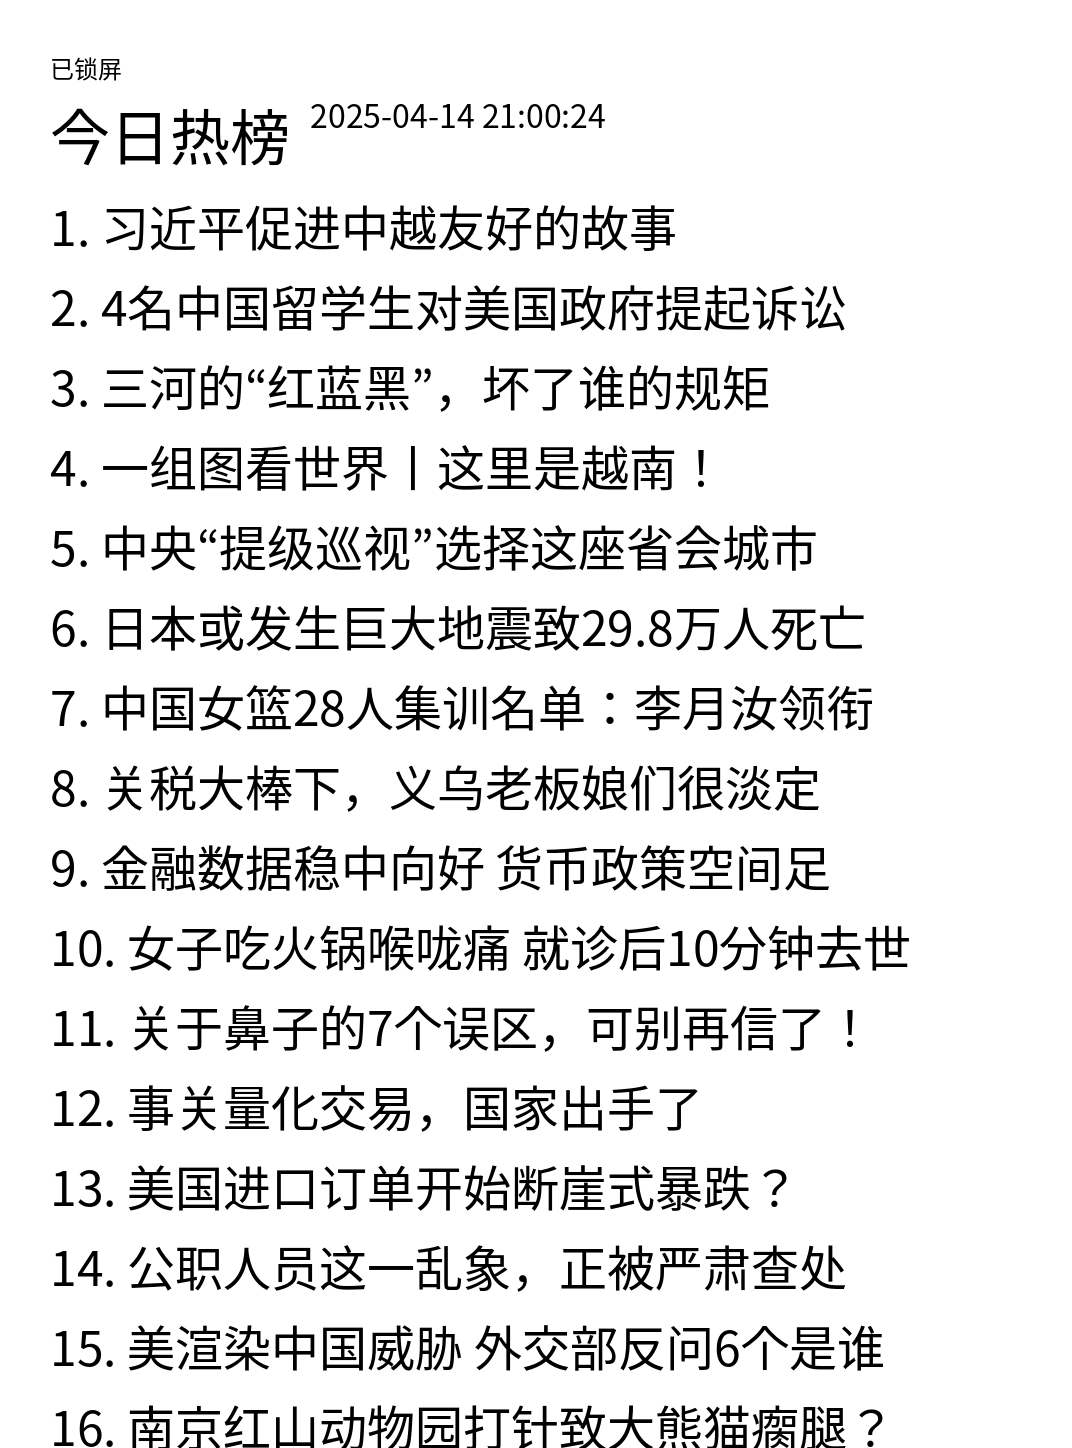 已锁屏
今日热榜 2025-04-14 21:00:24
1. 习近平促进中越友好的故事
2. 4名中国留学生对美国政府提起诉讼
3. 三河的“红蓝黑”，坏了谁的规矩
4. 一组图看世界丨这里是越南！
5. 中央“提级巡视”选择这座省会城市
6. 日本或发生巨大地震致29.8万人死亡
7. 中国女篮28人集训名单：李月汝领衔
8. 关税大棒下，义乌老板娘们很淡定
9. 金融数据稳中向好 货币政策空间足
10. 女子吃火锅喉咙痛 就诊后10分钟去世
11. 关于鼻子的7个误区，可别再信了！
12. 事关量化交易，国家出手了
13. 美国进口订单开始断崖式暴跌？
14. 公职人员这一乱象，正被严肃查处
15. 美渲染中国威胁 外交部反问6个是谁
16. 南京红山动物园打针致大熊猫瘸腿？